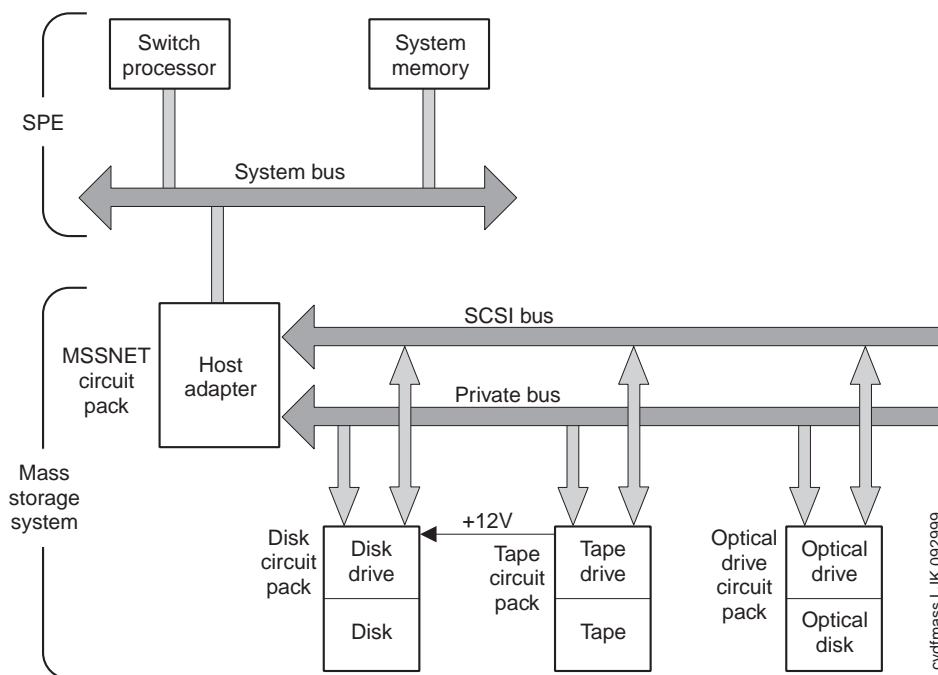 Switch
processor
System
memory
SPE
System bus
SCSI bus
MSSNET
circuit
pack
Host
adapter
Private bus
Mass
storage
system
+12V
Disk
circuit
pack
Disk
drive
Disk
Tape
circuit
pack
Tape
drive
Tape
Optical
drive
circuit
pack
Optical
drive
Optical
disk
cydfmass LJK 092999